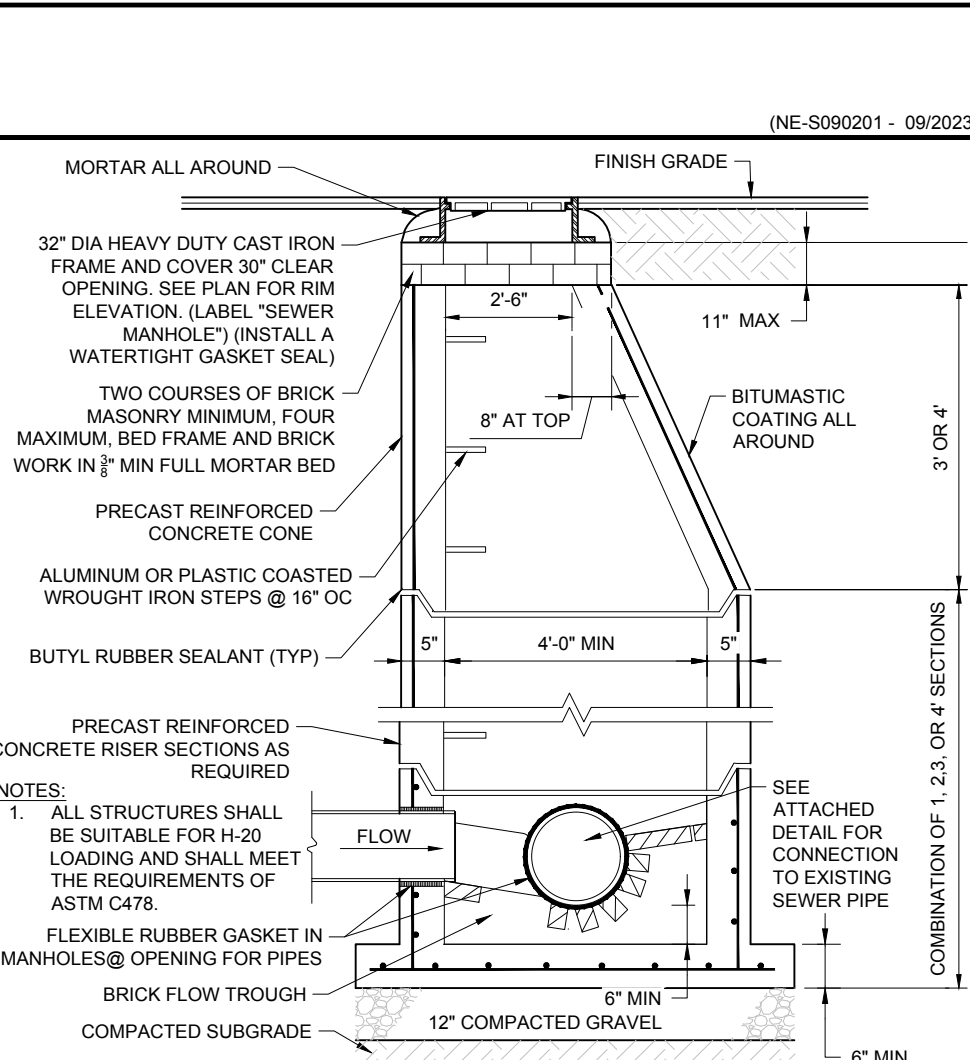 (NE-S090201 - 09/2023
MORTAR ALL AROUND
FINISH GRADE
32" DIA HEAVY DUTY CAST IRON
FRAME AND COVER 30" CLEAR
OPENING. SEE PLAN FOR RIM
ELEVATION. (LABEL "SEWER
MANHOLE") (INSTALL A
WATERTIGHT GASKET SEAL)
2'-6"
11" MAX
TWO COURSES OF BRICK
MASONRY MINIMUM, FOUR
MAXIMUM, BED FRAME AND BRICK
WORK IN 3/8" MIN FULL MORTAR BED
8" AT TOP
BITUMASTIC
COATING ALL
AROUND
3' OR 4'
PRECAST REINFORCED
CONCRETE CONE
ALUMINUM OR PLASTIC COASTED
WROUGHT IRON STEPS @ 16" OC
BUTYL RUBBER SEALANT (TYP)
5"
4'-0" MIN
5"
COMBINATION OF 1, 2,3, OR 4' SECTIONS
PRECAST REINFORCED
CONCRETE RISER SECTIONS AS
REQUIRED
NOTES:
1. ALL STRUCTURES SHALL
BE SUITABLE FOR H-20
LOADING AND SHALL MEET
THE REQUIREMENTS OF
ASTM C478.
FLOW
SEE
ATTACHED
DETAIL FOR
CONNECTION
TO EXISTING
SEWER PIPE
FLEXIBLE RUBBER GASKET IN
MANHOLES@ OPENING FOR PIPES
BRICK FLOW TROUGH
6" MIN
12" COMPACTED GRAVEL
COMPACTED SUBGRADE
6" MIN